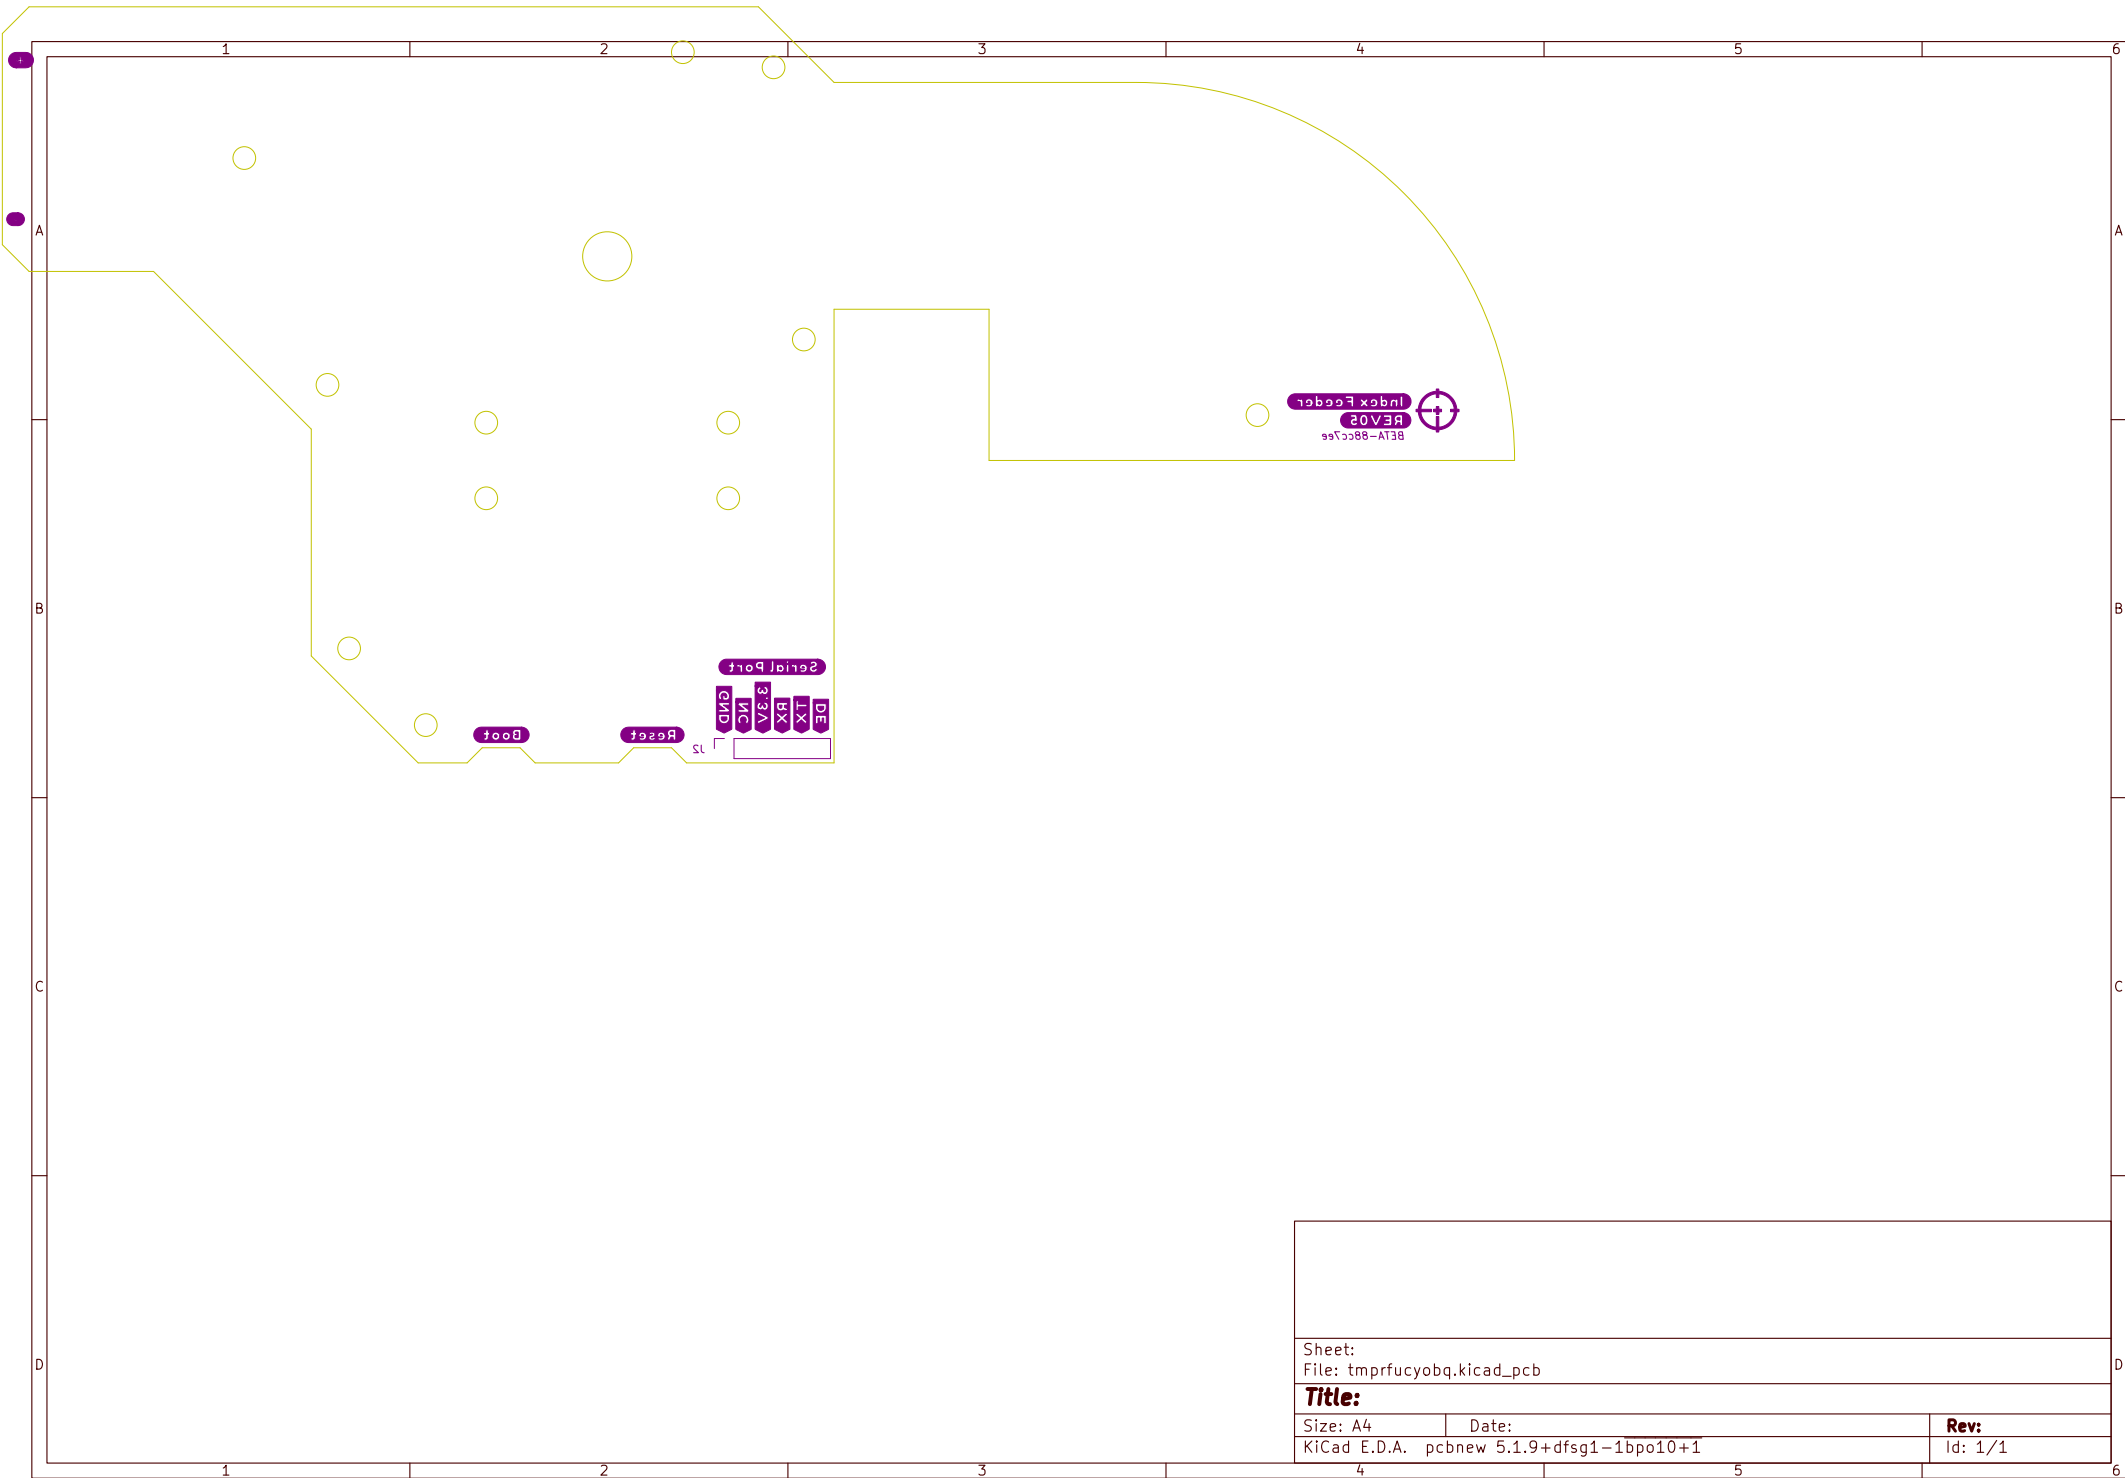 1 2 3 4 5 6
+
A A
Index Feeder
REV05
BETA-88cc7ee
B B
Serial Port
GND NC 3.3V RX TX DE
Boot Reset
J2
C C
D D
Sheet:
File: tmprfucyobq.kicad_pcb
Title:
Size: A4 Date: Rev:
KiCad E.D.A. pcbnew 5.1.9+dfsg1-1bpo10+1 Id: 1/1
1 2 3 4 5 6